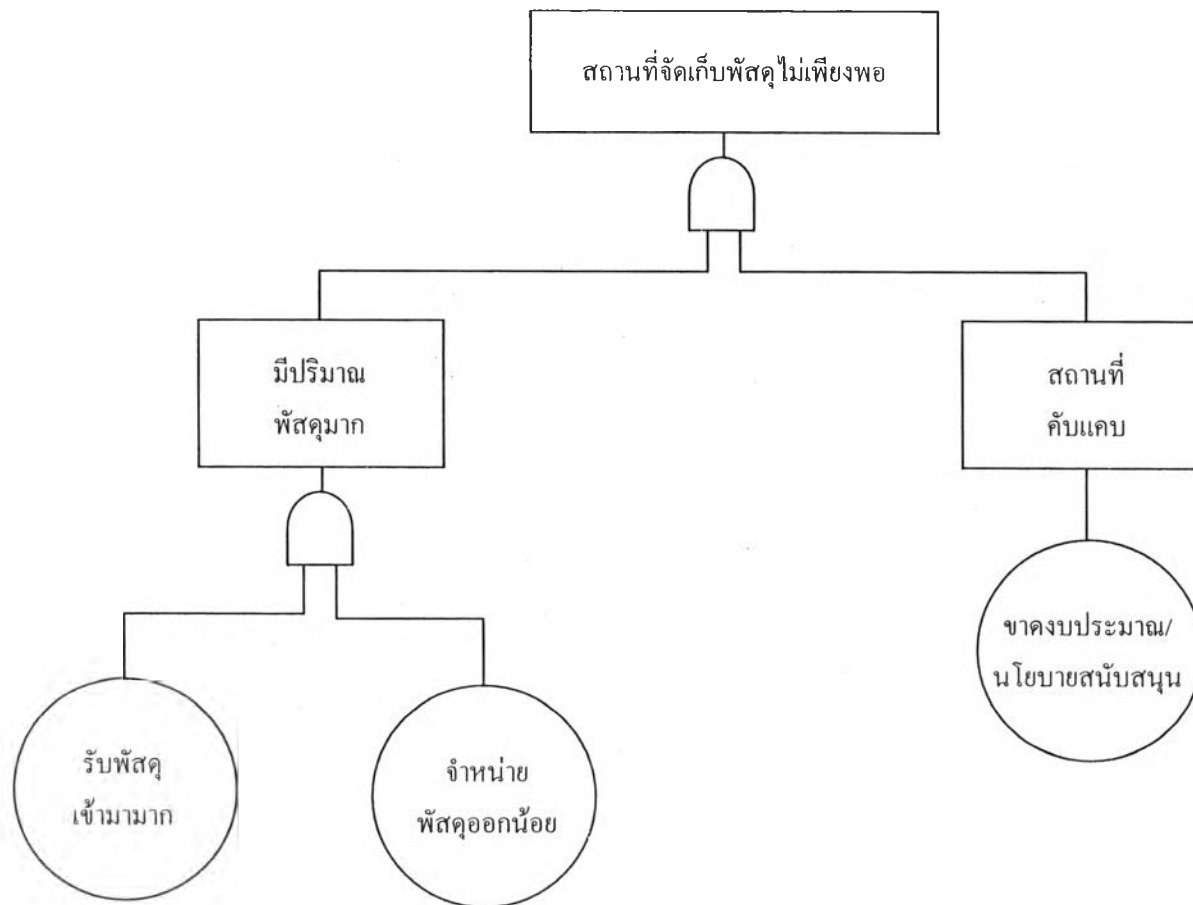 สถานที่จัดเก็บพัสดุไม่เพียงพอ
มีปริมาณ
พัสดุมาก
สถานที่
คับแคบ
ขาดงบประมาณ/
นโยบายสนับสนุน
รับพัสดุ
เข้ามามาก
จำหน่าย
พัสดุออกน้อย